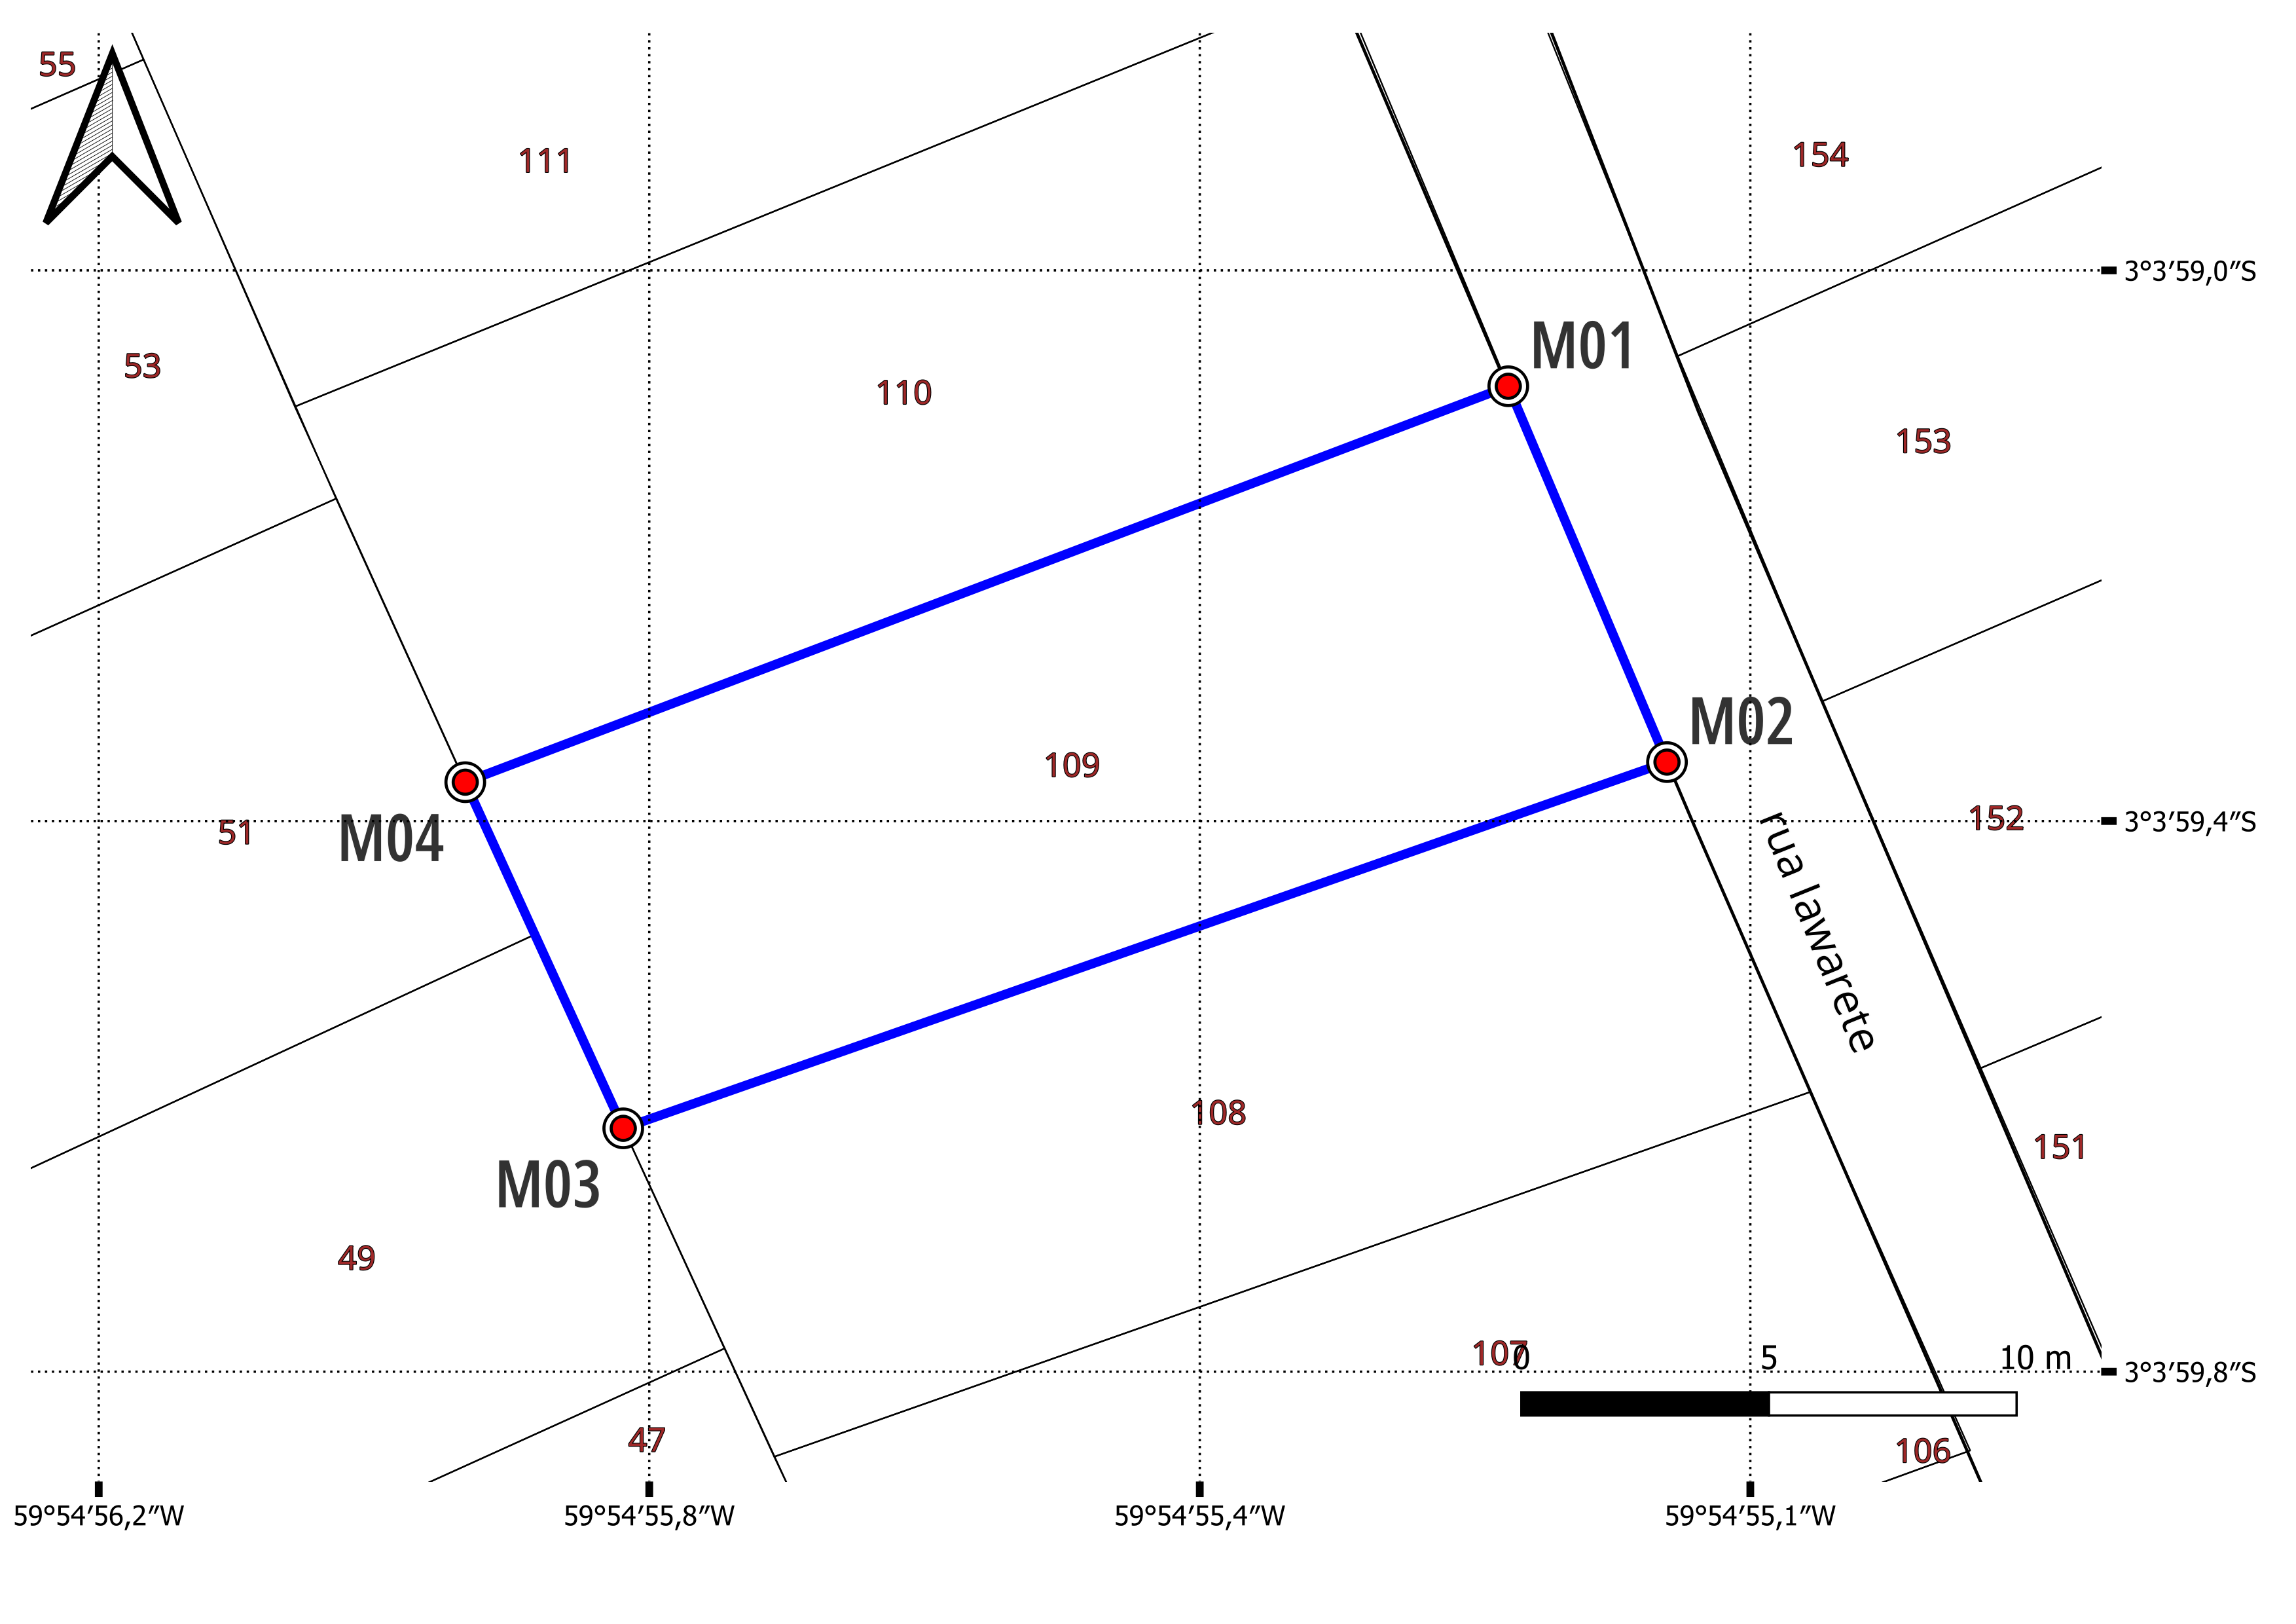 55
111
154
3°3′59,0″S
M01
53
110
153
M02
109
51
M04
152
3°3′59,4″S
rua Iawarete
108
151
M03
49
107
0
5
10 m
3°3′59,8″S
47
106
59°54′56,2″W
59°54′55,8″W
59°54′55,4″W
59°54′55,1″W